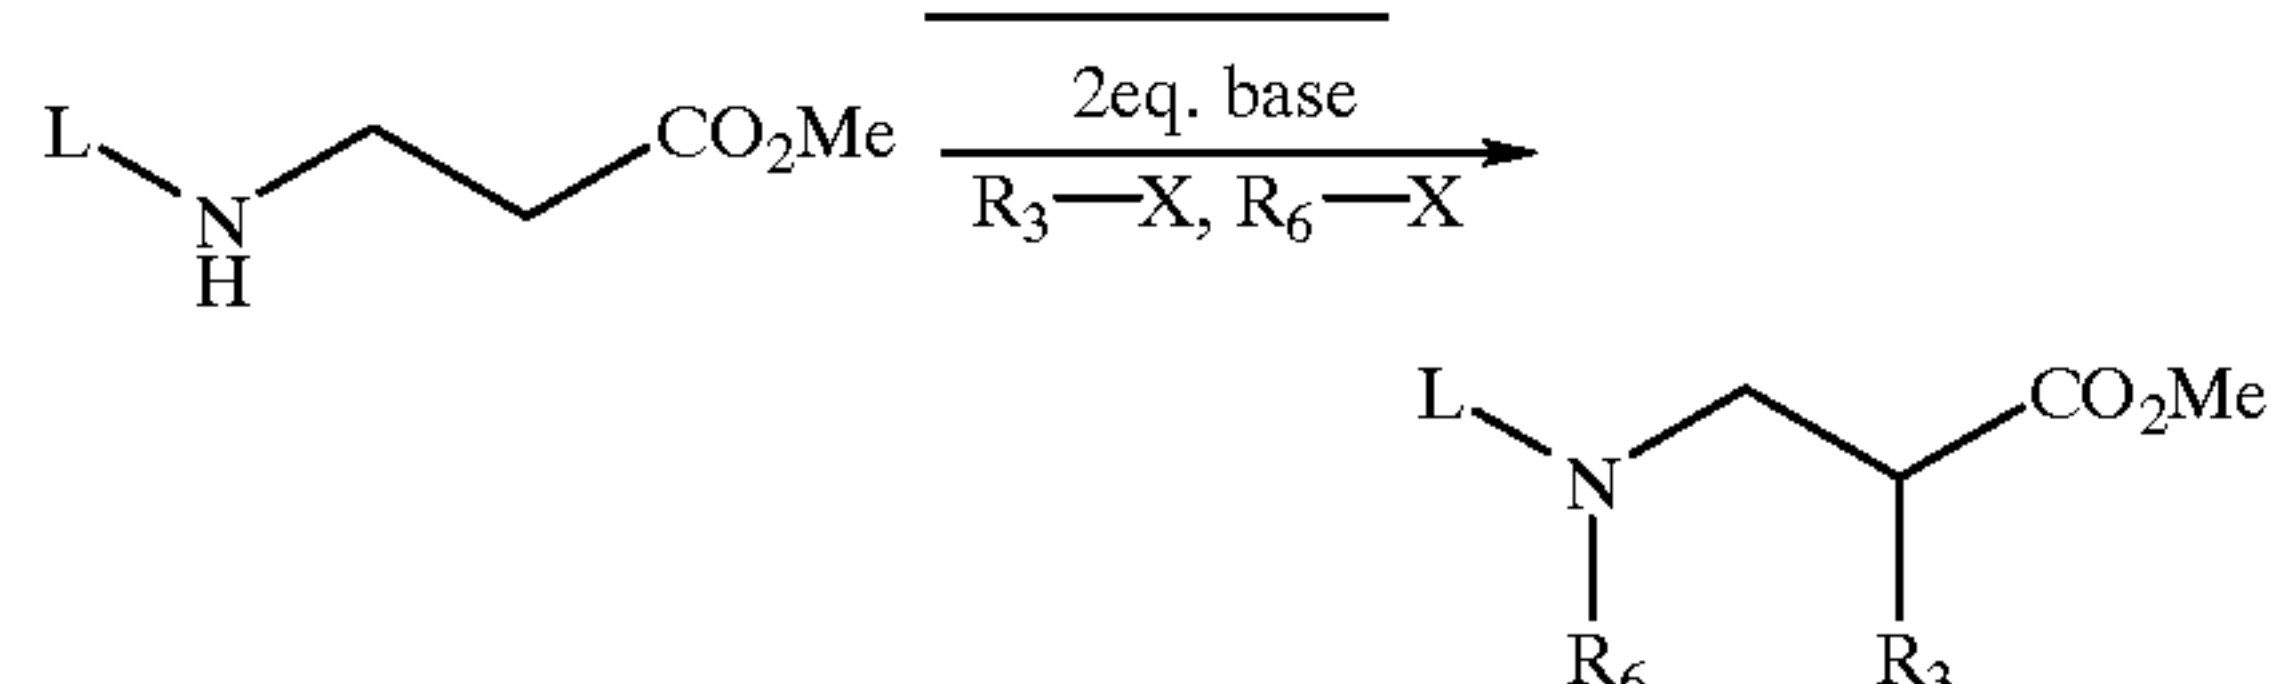 2eq. base
L
CO2Me
R3—X, R6—X
N
H
L
CO2Me
N
R6
R3